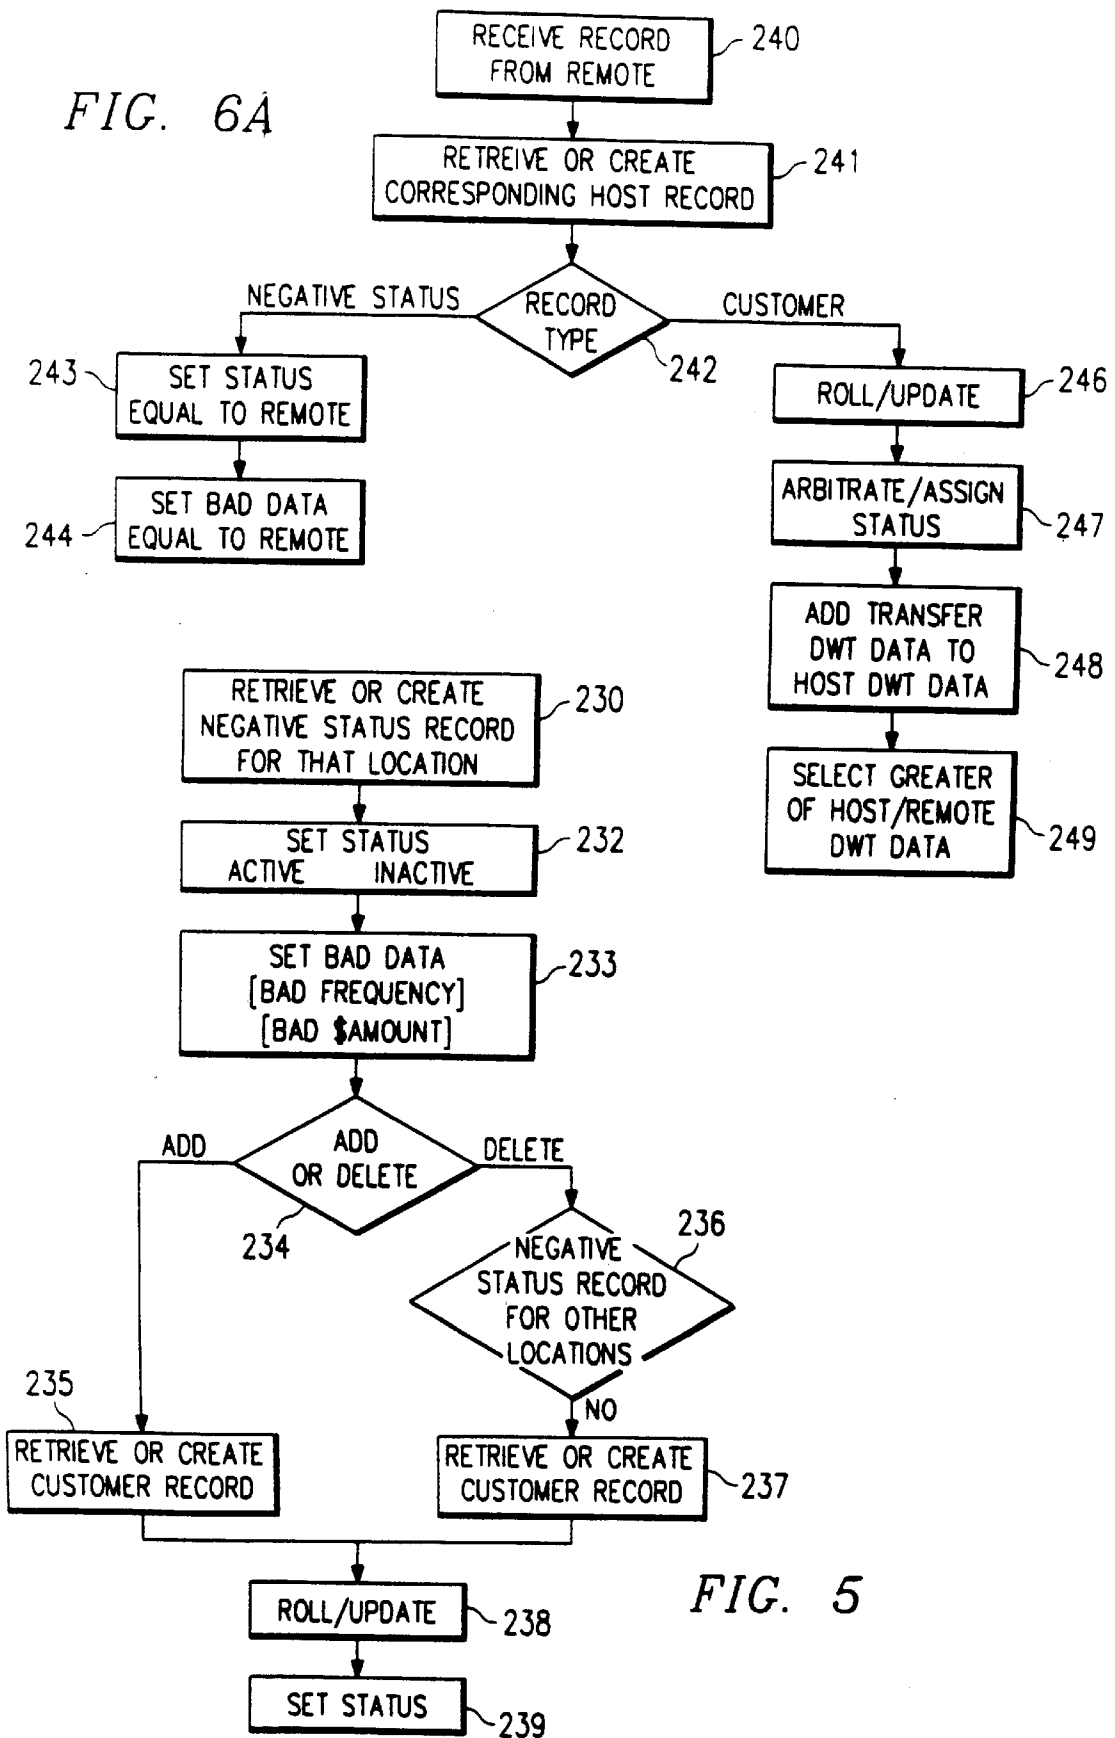 FIG. 6A
RECEIVE RECORD
FROM REMOTE
240
RETREIVE OR CREATE
CORRESPONDING HOST RECORD
241
RECORD
TYPE
242
NEGATIVE STATUS
CUSTOMER
SET STATUS
EQUAL TO REMOTE
243
SET BAD DATA
EQUAL TO REMOTE
244
ROLL/UPDATE
246
ARBITRATE/ASSIGN
STATUS
247
ADD TRANSFER
DWT DATA TO
HOST DWT DATA
248
SELECT GREATER
OF HOST/REMOTE
DWT DATA
249
RETRIEVE OR CREATE
NEGATIVE STATUS RECORD
FOR THAT LOCATION
230
SET STATUS
ACTIVE INACTIVE
232
SET BAD DATA
[BAD FREQUENCY]
[BAD $AMOUNT]
233
ADD
OR DELETE
234
ADD
DELETE
NEGATIVE
STATUS RECORD
FOR OTHER
LOCATIONS
236
NO
235
RETRIEVE OR CREATE
CUSTOMER RECORD
RETRIEVE OR CREATE
CUSTOMER RECORD
237
ROLL/UPDATE
238
SET STATUS
239
FIG. 5